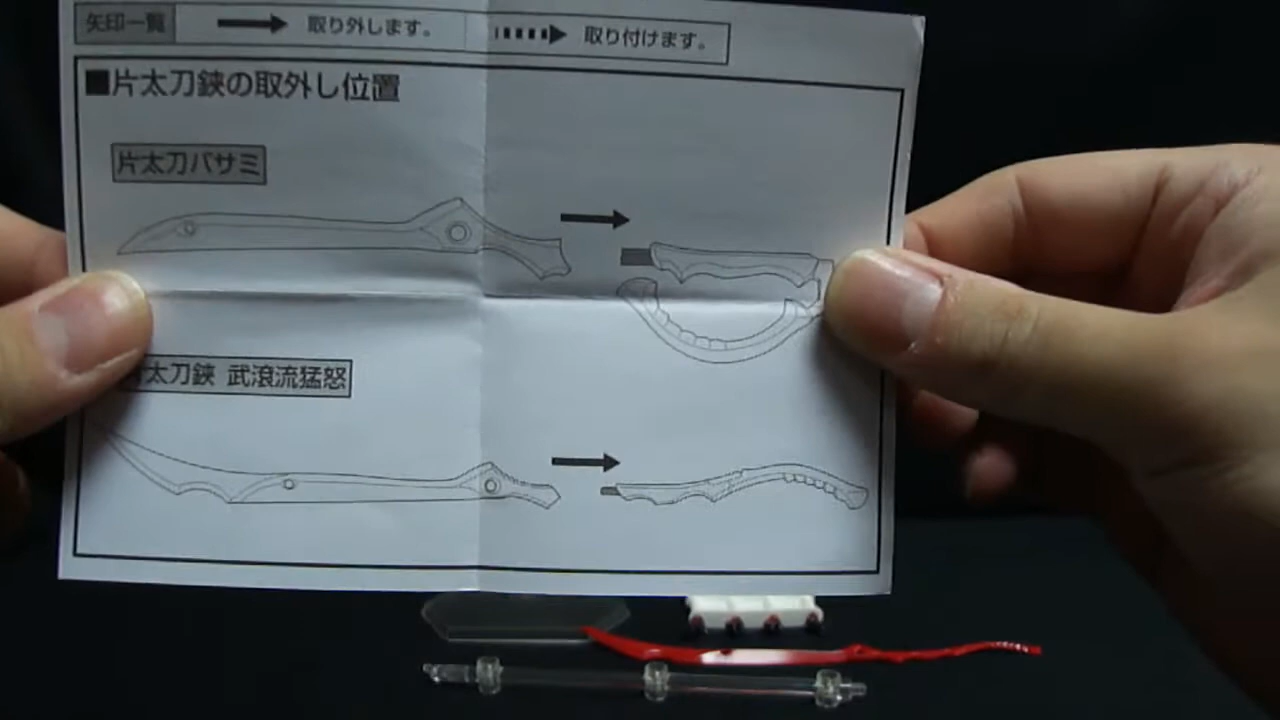 矢印一覧 取り外します。 取り付けます。
■片太刀鋏の取外し位置
片太刀バサミ
太刀鋏 武滾流猛怒